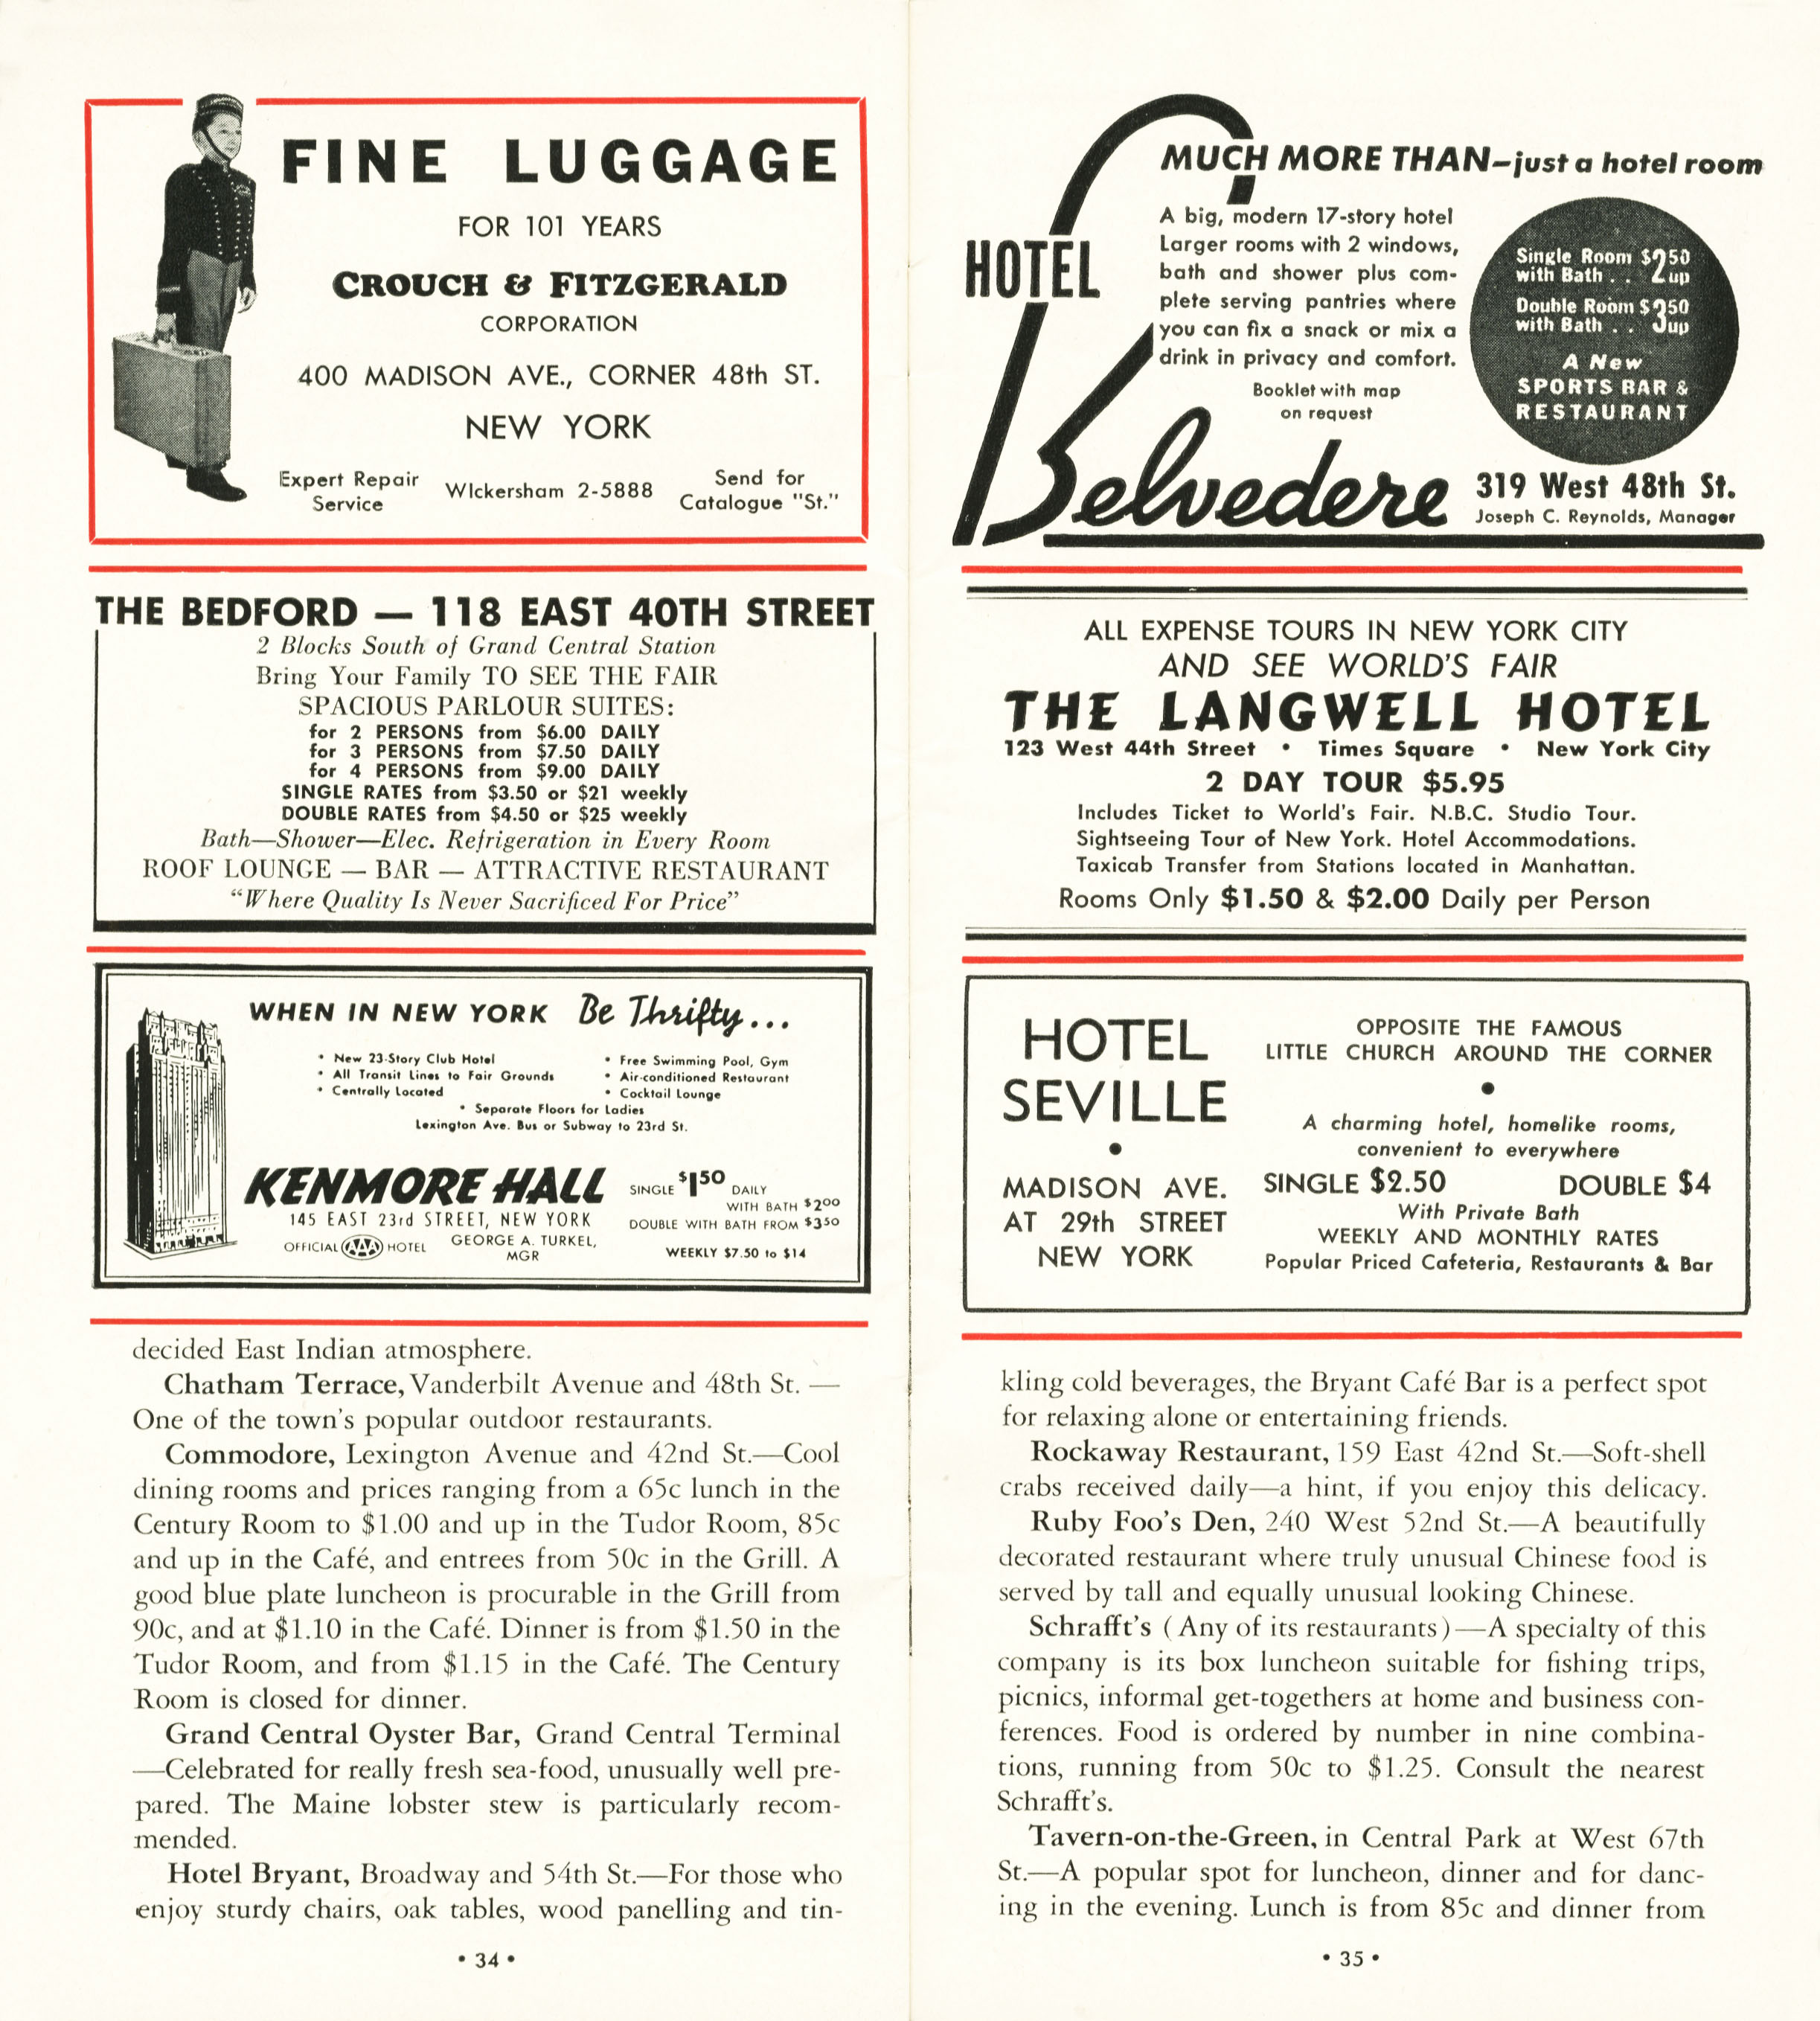 FINE LUGGAGE
FOR 101 YEARS
CROUCH & FITZGERALD
CORPORATION
400 MADISON AVE., CORNER 48th ST.
NEW YORK
Expert Repair
Service
WIckersham 2-5888
Send for
Catalogue "St."
THE BEDFORD — 118 EAST 40TH STREET
2 Blocks South of Grand Central Station
Bring Your Family TO SEE THE FAIR
SPACIOUS PARLOUR SUITES:
for 2 PERSONS from $6.00 DAILY
for 3 PERSONS from $7.50 DAILY
for 4 PERSONS from $9.00 DAILY
SINGLE RATES from $3.50 or $21 weekly
DOUBLE RATES from $4.50 or $25 weekly
Bath—Shower—Elec. Refrigeration in Every Room
ROOF LOUNGE — BAR — ATTRACTIVE RESTAURANT
"Where Quality Is Never Sacrificed For Price"
WHEN IN NEW YORK Be Thrifty...
• New 23-Story Club Hotel
• All Transit Lines to Fair Grounds
• Centrally Located
• Free Swimming Pool, Gym
• Air-conditioned Restaurant
• Cocktail Lounge
• Separate Floors for Ladies
Lexington Ave. Bus or Subway to 23rd St.
KENMORE HALL
145 EAST 23rd STREET, NEW YORK
OFFICIAL AAA HOTEL
GEORGE A. TURKEL,
MGR
SINGLE $1.50 DAILY
WITH BATH $2.00
DOUBLE WITH BATH FROM $3.50
WEEKLY $7.50 to $14
decided East Indian atmosphere.
Chatham Terrace, Vanderbilt Avenue and 48th St. —
One of the town's popular outdoor restaurants.
Commodore, Lexington Avenue and 42nd St.—Cool
dining rooms and prices ranging from a 65c lunch in the
Century Room to $1.00 and up in the Tudor Room, 85c
and up in the Café, and entrees from 50c in the Grill. A
good blue plate luncheon is procurable in the Grill from
90c, and at $1.10 in the Café. Dinner is from $1.50 in the
Tudor Room, and from $1.15 in the Café. The Century
Room is closed for dinner.
Grand Central Oyster Bar, Grand Central Terminal
—Celebrated for really fresh sea-food, unusually well pre-
pared. The Maine lobster stew is particularly recom-
mended.
Hotel Bryant, Broadway and 54th St.—For those who
enjoy sturdy chairs, oak tables, wood panelling and tin-
• 34 •
MUCH MORE THAN—just a hotel room
HOTEL
Belvedere
A big, modern 17-story hotel
Larger rooms with 2 windows,
bath and shower plus com-
plete serving pantries where
you can fix a snack or mix a
drink in privacy and comfort.
Booklet with map
on request
Single Room $2.50
with Bath . . up
Double Room $3.50
with Bath . . up
A New
SPORTS BAR &
RESTAURANT
319 West 48th St.
Joseph C. Reynolds, Manager
ALL EXPENSE TOURS IN NEW YORK CITY
AND SEE WORLD'S FAIR
THE LANGWELL HOTEL
123 West 44th Street • Times Square • New York City
2 DAY TOUR $5.95
Includes Ticket to World's Fair. N.B.C. Studio Tour.
Sightseeing Tour of New York. Hotel Accommodations.
Taxicab Transfer from Stations located in Manhattan.
Rooms Only $1.50 & $2.00 Daily per Person
HOTEL
SEVILLE
•
MADISON AVE.
AT 29th STREET
NEW YORK
OPPOSITE THE FAMOUS
LITTLE CHURCH AROUND THE CORNER
•
A charming hotel, homelike rooms,
convenient to everywhere
SINGLE $2.50 DOUBLE $4
With Private Bath
WEEKLY AND MONTHLY RATES
Popular Priced Cafeteria, Restaurants & Bar
kling cold beverages, the Bryant Café Bar is a perfect spot
for relaxing alone or entertaining friends.
Rockaway Restaurant, 159 East 42nd St.—Soft-shell
crabs received daily—a hint, if you enjoy this delicacy.
Ruby Foo's Den, 240 West 52nd St.—A beautifully
decorated restaurant where truly unusual Chinese food is
served by tall and equally unusual looking Chinese.
Schrafft's (Any of its restaurants)—A specialty of this
company is its box luncheon suitable for fishing trips,
picnics, informal get-togethers at home and business con-
ferences. Food is ordered by number in nine combina-
tions, running from 50c to $1.25. Consult the nearest
Schrafft's.
Tavern-on-the-Green, in Central Park at West 67th
St.—A popular spot for luncheon, dinner and for danc-
ing in the evening. Lunch is from 85c and dinner from
• 35 •